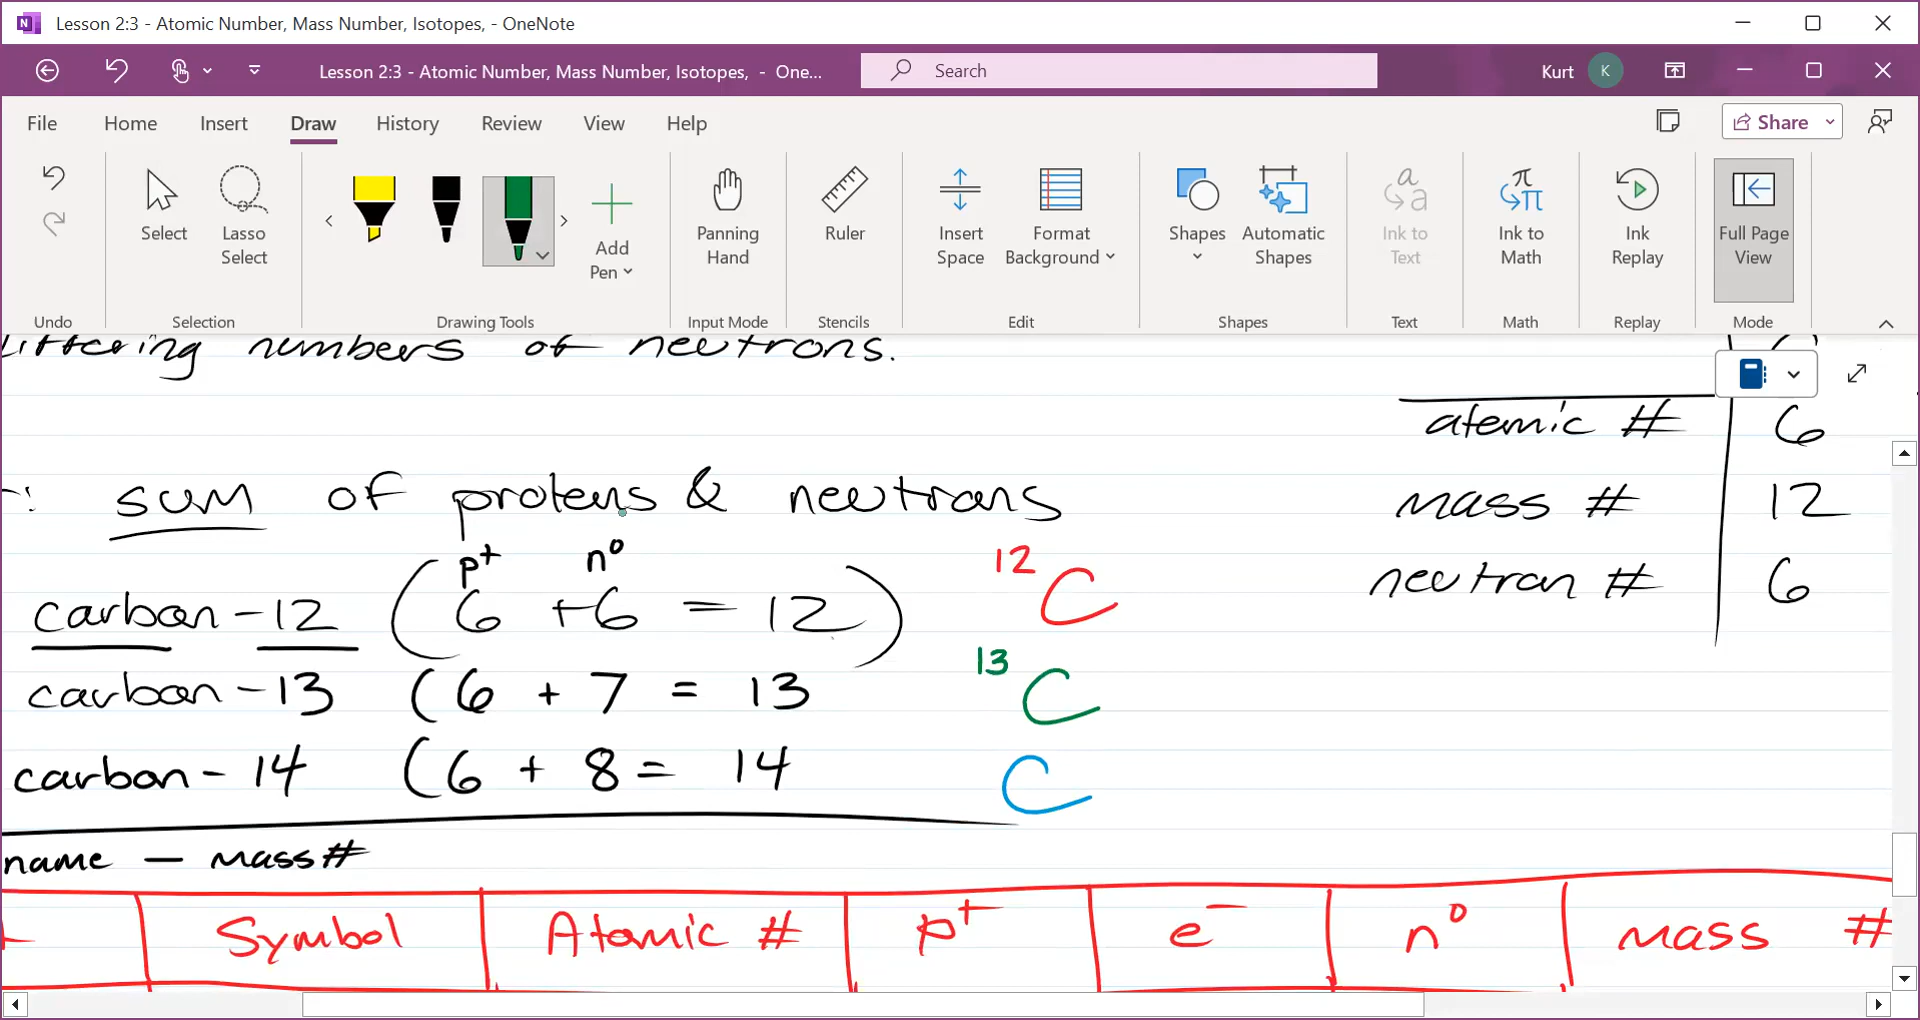 Lesson 2:3 - Atomic Number, Mass Number, Isotopes, - OneNote
Lesson 2:3 - Atomic Number, Mass Number, Isotopes, - One...
Search
Kurt K
File Home Insert Draw History Review View Help
Share
Select
Lasso Select
Add Pen
Panning Hand
Ruler
Insert Space
Format Background
Shapes
Automatic Shapes
Ink to Text
Ink to Math
Ink Replay
Full Page View
Undo Selection Drawing Tools Input Mode Stencils Edit Shapes Text Math Replay Mode
differing numbers of neutrons.
atomic # 6
: sum of protons & neutrons
mass # 12
p+ n0
carbon - 12 (6 + 6 = 12) 12C
neutron # 6
carbon - 13 (6 + 7 = 13 13C
carbon - 14 (6 + 8 = 14 C
name — mass #
Symbol Atomic # p+ e− n0 mass #